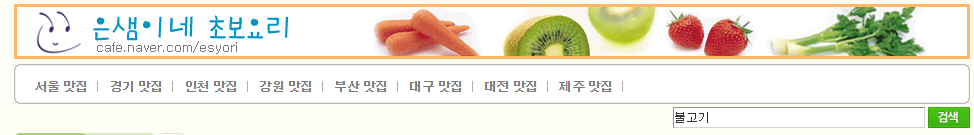 은샘이네 초보요리
cafe.naver.com/esyori
서울 맛집 | 경기 맛집 | 인천 맛집 | 강원 맛집 | 부산 맛집 | 대구 맛집 | 대전 맛집 | 제주 맛집 |
불고기 검색